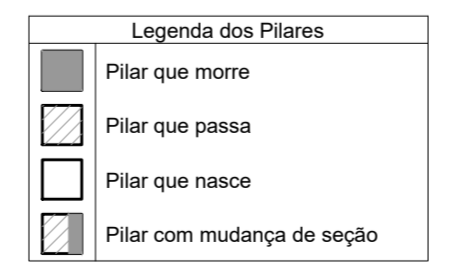 Legenda dos Pilares
Pilar que morre
Pilar que passa
Pilar que nasce
Pilar com mudança de seção